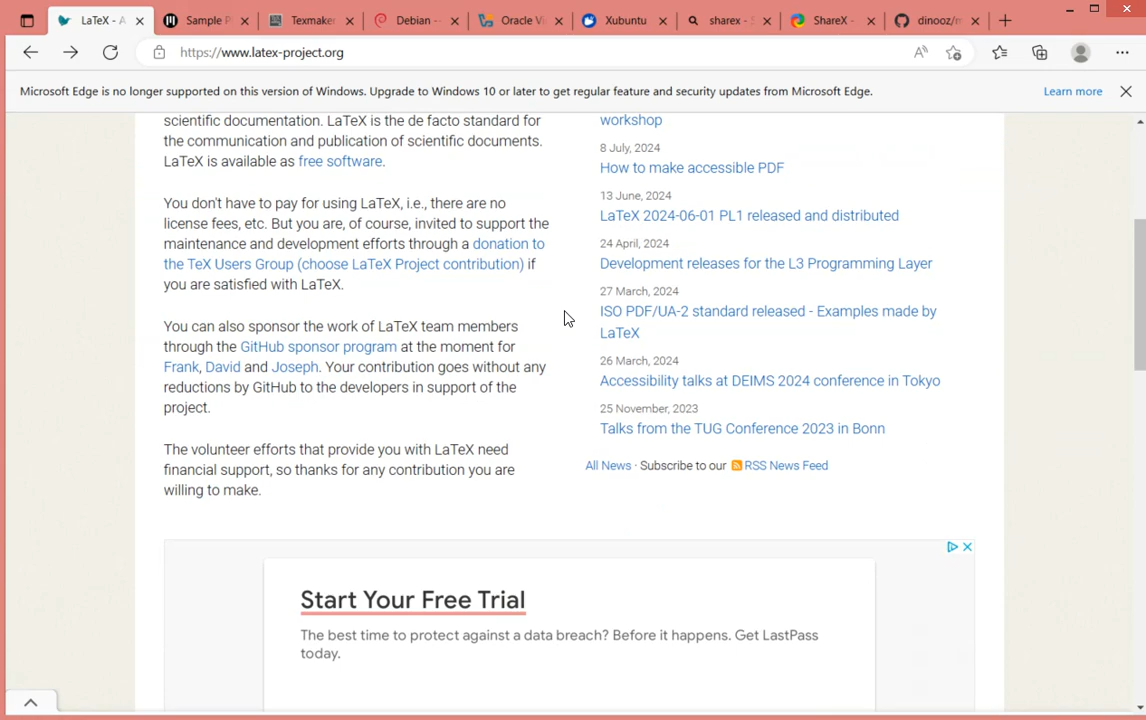 LaTeX - A
Sample P
Texmaker
Debian -
Oracle Vi
Xubuntu
sharex - S
ShareX -
dinooz/m
https://www.latex-project.org
Microsoft Edge is no longer supported on this version of Windows. Upgrade to Windows 10 or later to get regular feature and security updates from Microsoft Edge.
Learn more
scientific documentation. LaTeX is the de facto standard for
the communication and publication of scientific documents.
LaTeX is available as free software.
You don't have to pay for using LaTeX, i.e., there are no
license fees, etc. But you are, of course, invited to support the
maintenance and development efforts through a donation to
the TeX Users Group (choose LaTeX Project contribution) if
you are satisfied with LaTeX.
You can also sponsor the work of LaTeX team members
through the GitHub sponsor program at the moment for
Frank, David and Joseph. Your contribution goes without any
reductions by GitHub to the developers in support of the
project.
The volunteer efforts that provide you with LaTeX need
financial support, so thanks for any contribution you are
willing to make.
workshop
8 July, 2024
How to make accessible PDF
13 June, 2024
LaTeX 2024-06-01 PL1 released and distributed
24 April, 2024
Development releases for the L3 Programming Layer
27 March, 2024
ISO PDF/UA-2 standard released - Examples made by
LaTeX
26 March, 2024
Accessibility talks at DEIMS 2024 conference in Tokyo
25 November, 2023
Talks from the TUG Conference 2023 in Bonn
All News · Subscribe to our RSS News Feed
Start Your Free Trial
The best time to protect against a data breach? Before it happens. Get LastPass
today.